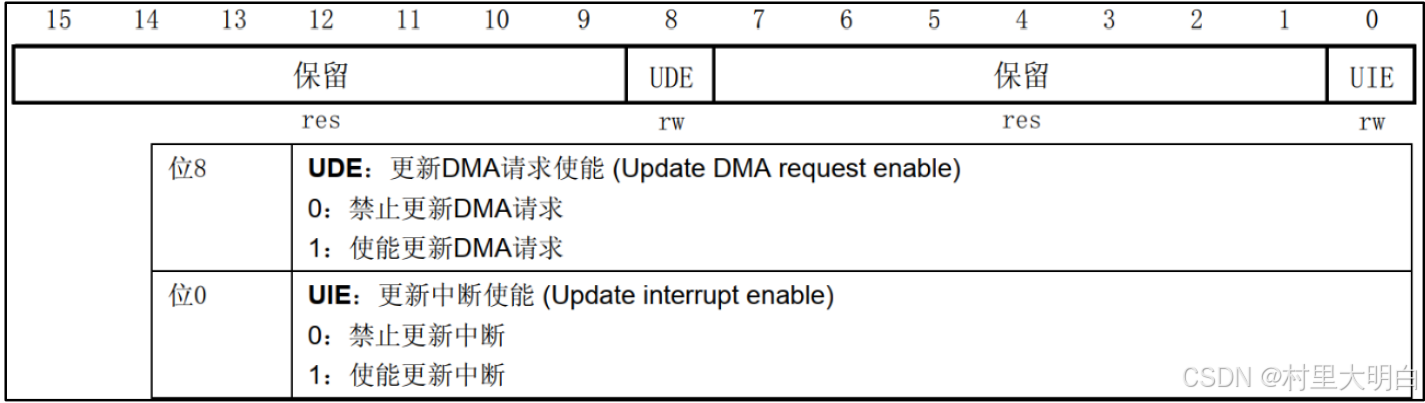 15 14 13 12 11 10 9 8 7 6 5 4 3 2 1 0
保留 UDE 保留 UIE
res rw res rw
位8 UDE：更新DMA请求使能 (Update DMA request enable)
0：禁止更新DMA请求
1：使能更新DMA请求
位0 UIE：更新中断使能 (Update interrupt enable)
0：禁止更新中断
1：使能更新中断
CSDN @村里大明白